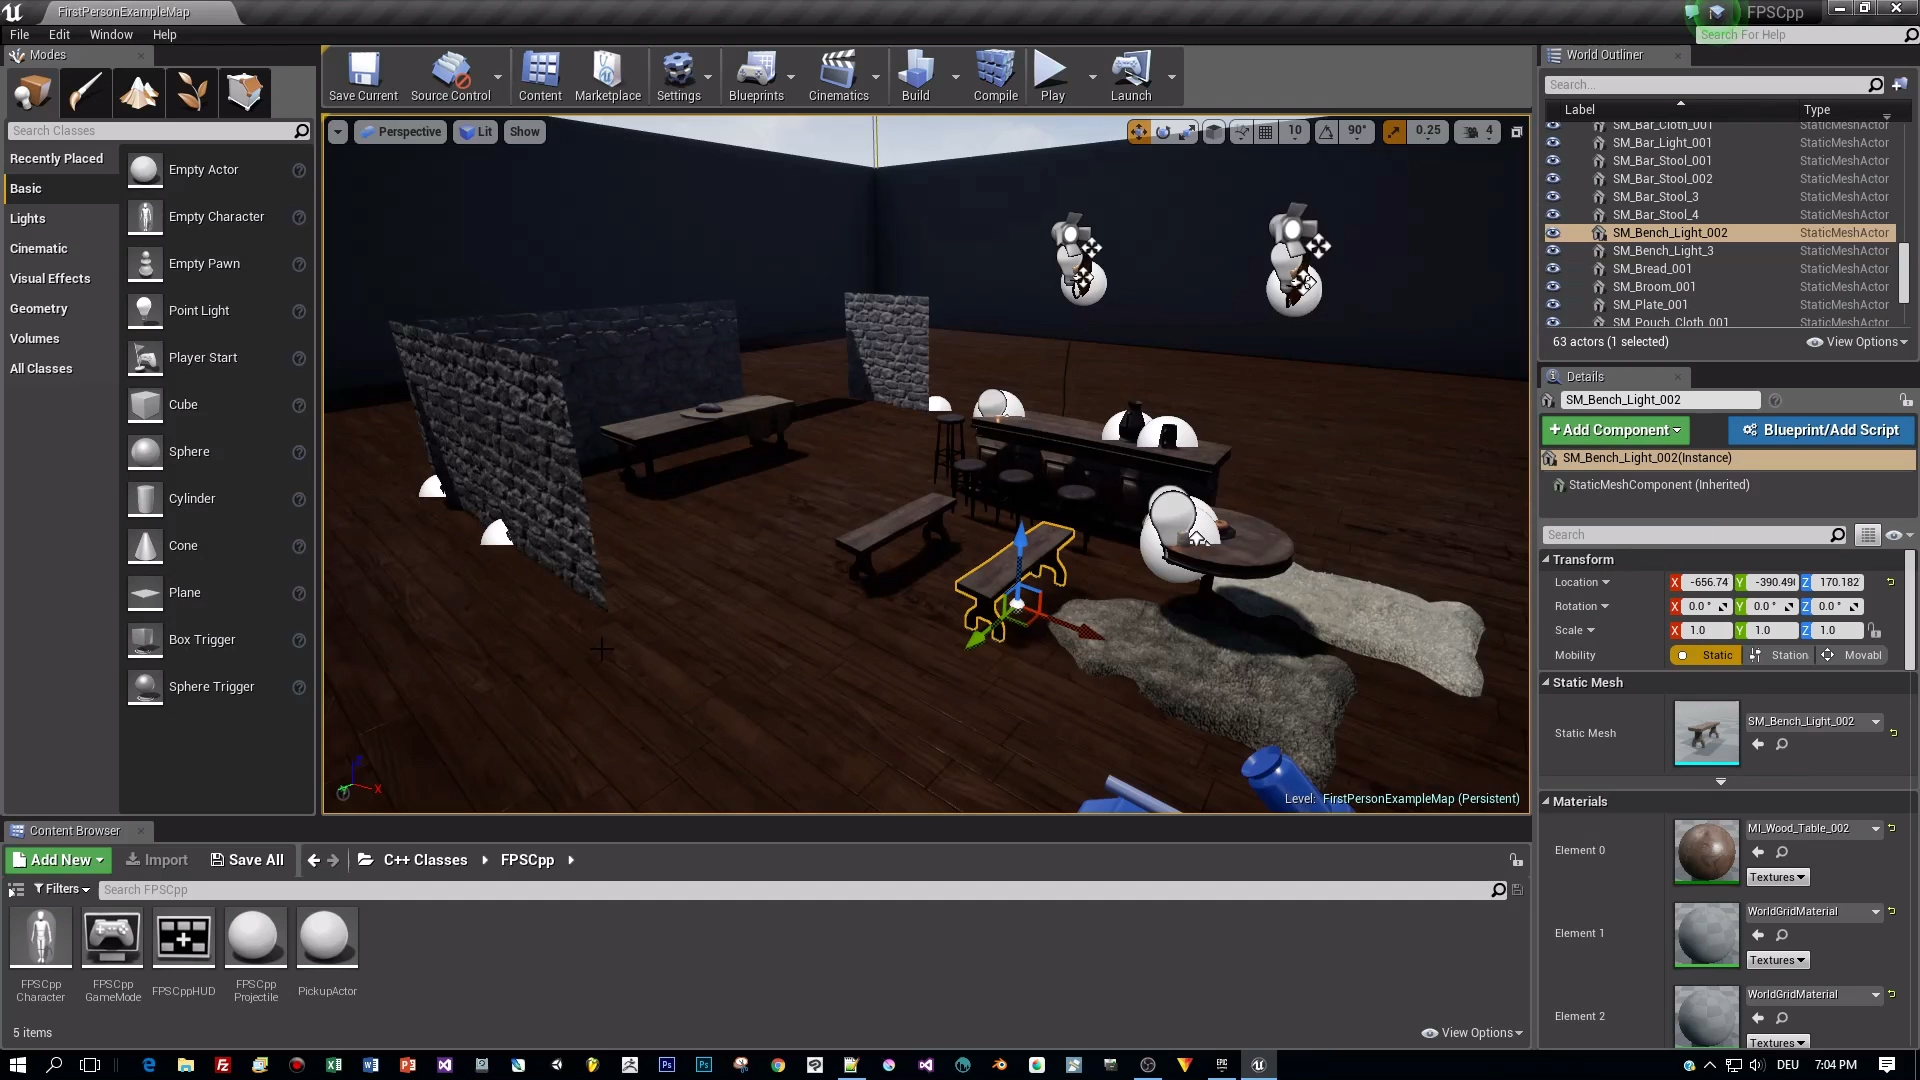 FirstPersonExampleMap
FPSCpp
File Edit Window Help
Search For Help
Modes
Save Current
Source Control
Content
Marketplace
Settings
Blueprints
Cinematics
Build
Compile
Play
Launch
World Outliner
Search...
Label
Type
Search Classes
Perspective
Lit
Show
10
90°
0.25
4
Recently Placed
Basic
Lights
Cinematic
Visual Effects
Geometry
Volumes
All Classes
Empty Actor
Empty Character
Empty Pawn
Point Light
Player Start
Cube
Sphere
Cylinder
Cone
Plane
Box Trigger
Sphere Trigger
SM_Bar_Cloth_001 StaticMeshActor
SM_Bar_Light_001 StaticMeshActor
SM_Bar_Stool_001 StaticMeshActor
SM_Bar_Stool_002 StaticMeshActor
SM_Bar_Stool_3 StaticMeshActor
SM_Bar_Stool_4 StaticMeshActor
SM_Bench_Light_002 StaticMeshActor
SM_Bench_Light_3 StaticMeshActor
SM_Bread_001 StaticMeshActor
SM_Broom_001 StaticMeshActor
SM_Plate_001 StaticMeshActor
SM_Pouch_Cloth_001 StaticMeshActor
63 actors (1 selected)
View Options
Details
SM_Bench_Light_002
+Add Component
Blueprint/Add Script
SM_Bench_Light_002(Instance)
StaticMeshComponent (Inherited)
Search
Transform
Location X -656.74 Y -390.49 Z 170.182
Rotation X 0.0 ° Y 0.0 ° Z 0.0 °
Scale X 1.0 Y 1.0 Z 1.0
Mobility Static Station Movabl
Static Mesh
Static Mesh
SM_Bench_Light_002
Materials
Element 0
MI_Wood_Table_002
Textures
Element 1
WorldGridMaterial
Textures
Element 2
WorldGridMaterial
Textures
X
Level: FirstPersonExampleMap (Persistent)
Content Browser
Add New
Import
Save All
C++ Classes
FPSCpp
Filters
Search FPSCpp
FPSCpp
Character
FPSCpp
GameMode
FPSCppHUD
FPSCpp
Projectile
PickupActor
5 items
View Options
DEU
7:04 PM